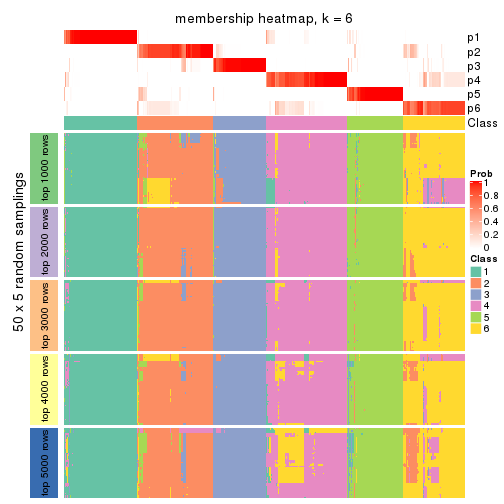 membership heatmap, k = 6
p1
p2
p3
p4
p5
p6
Class
50 x 5 random samplings
top 1000 rows
top 2000 rows
top 3000 rows
top 4000 rows
top 5000 rows
Prob
1
0.8
0.6
0.4
0.2
0
Class
1
2
3
4
5
6